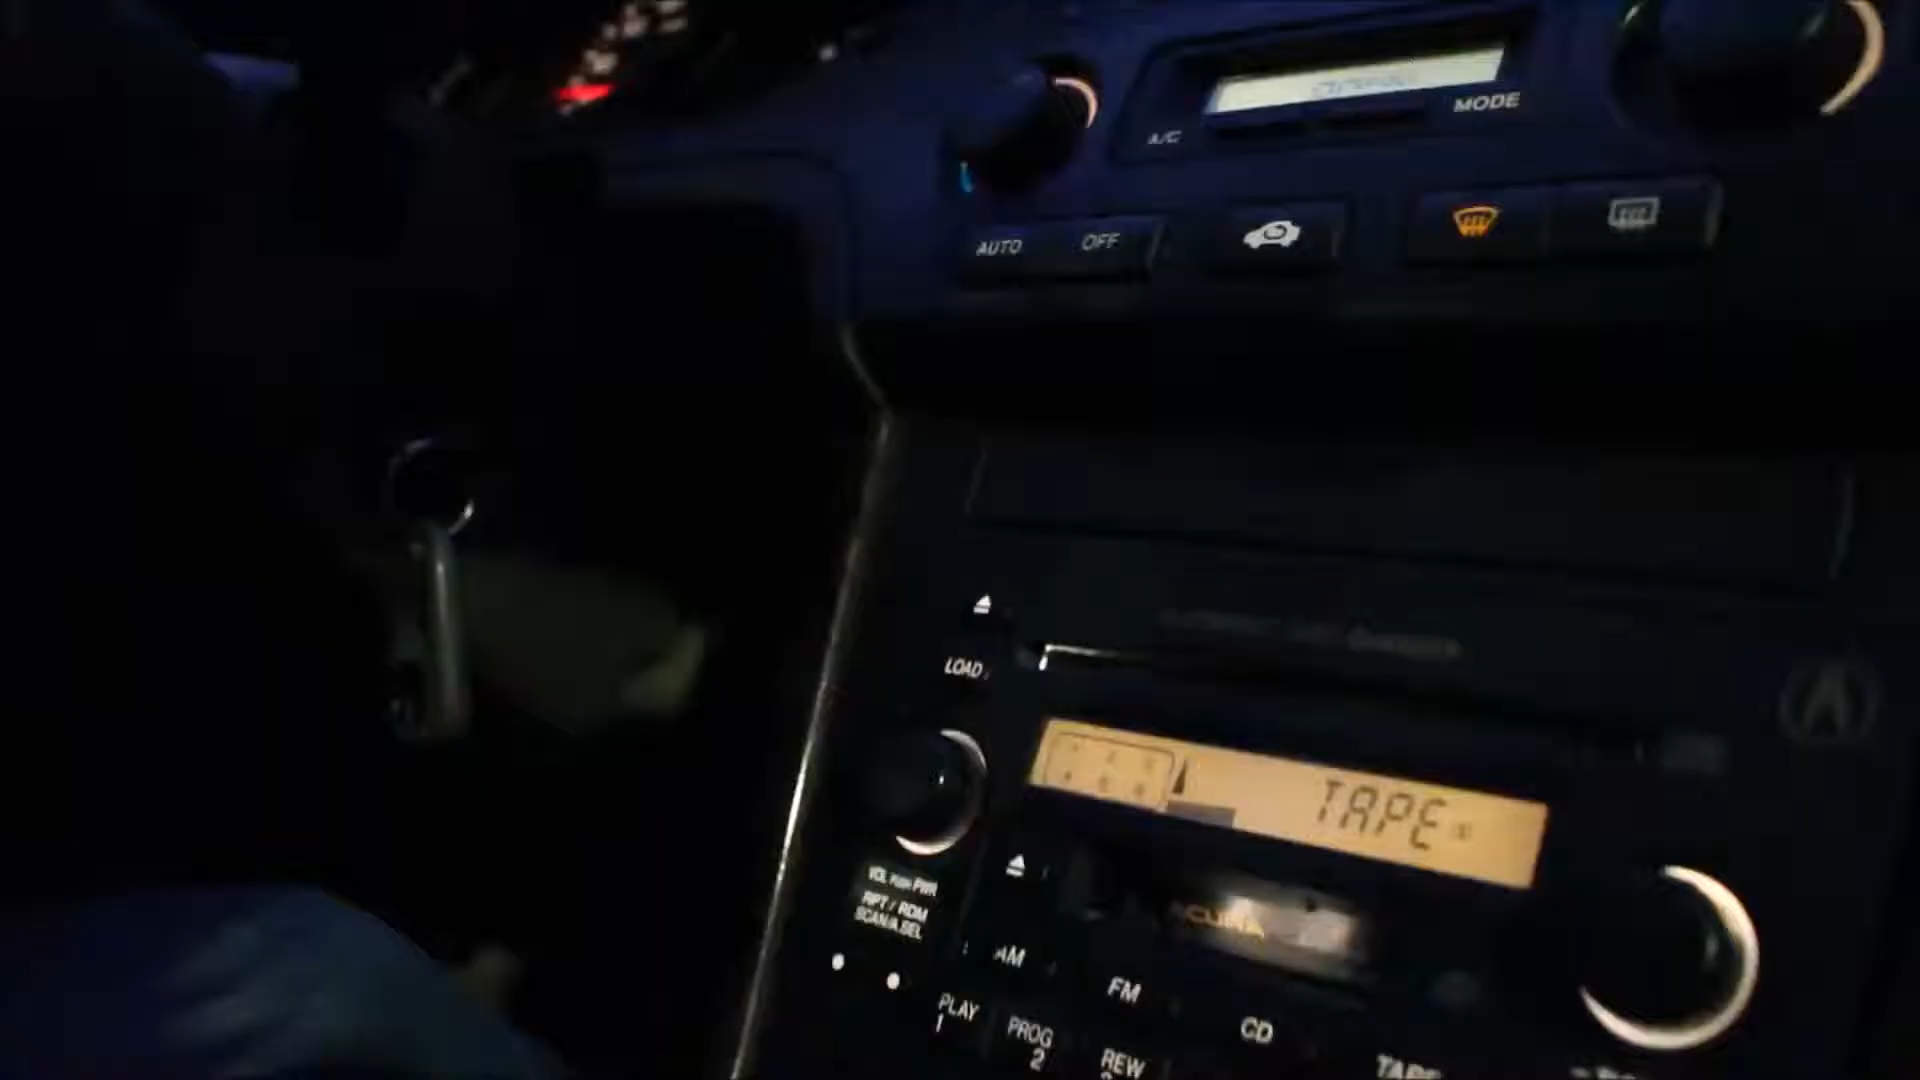 MODE
A/C
AUTO OFF
LOAD
TAPE
VOL PUSH PWR
RPT / RDM
SCAN/A.SEL
ACURA
AM FM CD TAPE
PLAY PROG REW
1 2